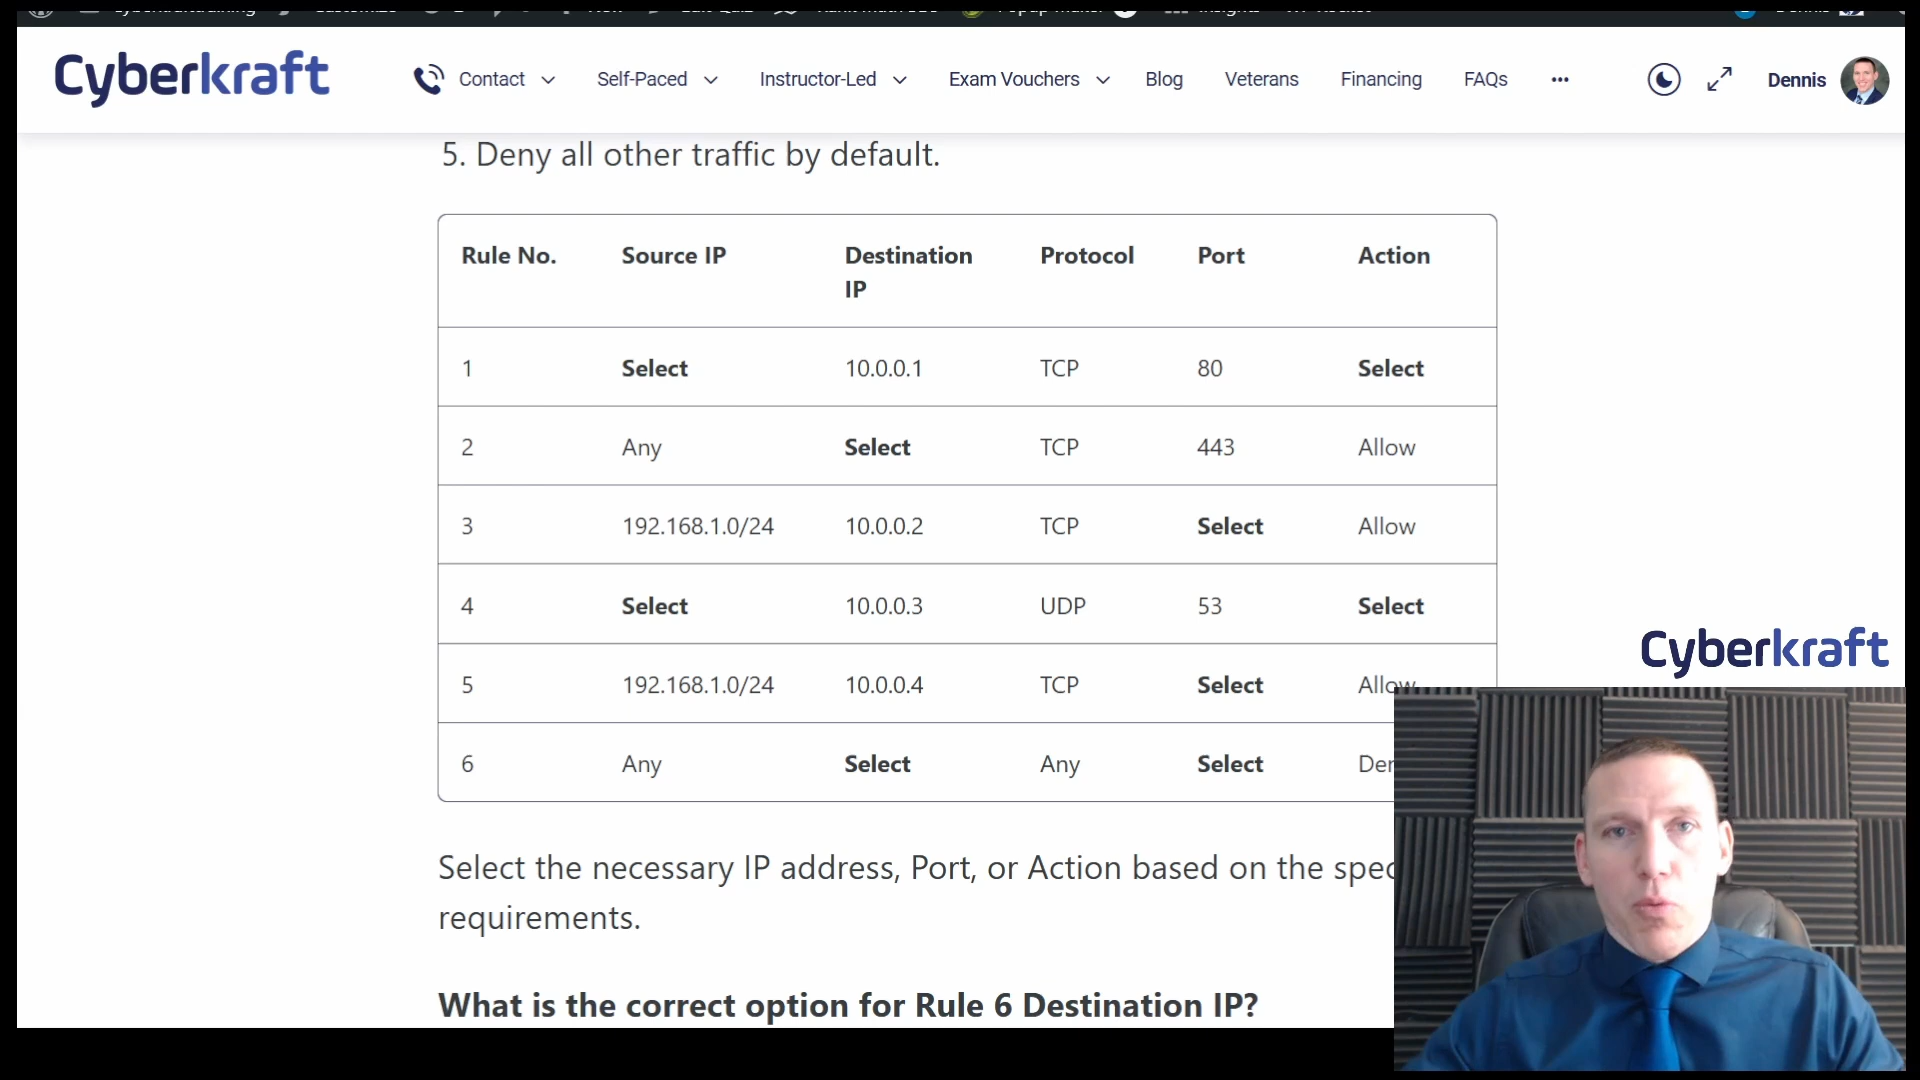 Cyberkraft
Contact
Self-Paced
Instructor-Led
Exam Vouchers
Blog
Veterans
Financing
FAQs
Dennis
5. Deny all other traffic by default.
Rule No. Source IP Destination IP Protocol Port Action
1 Select 10.0.0.1 TCP 80 Select
2 Any Select TCP 443 Allow
3 192.168.1.0/24 10.0.0.2 TCP Select Allow
4 Select 10.0.0.3 UDP 53 Select
5 192.168.1.0/24 10.0.0.4 TCP Select Allow
6 Any Select Any Select
Cyberkraft
Select the necessary IP address, Port, or Action based on the
requirements.
What is the correct option for Rule 6 Destination IP?